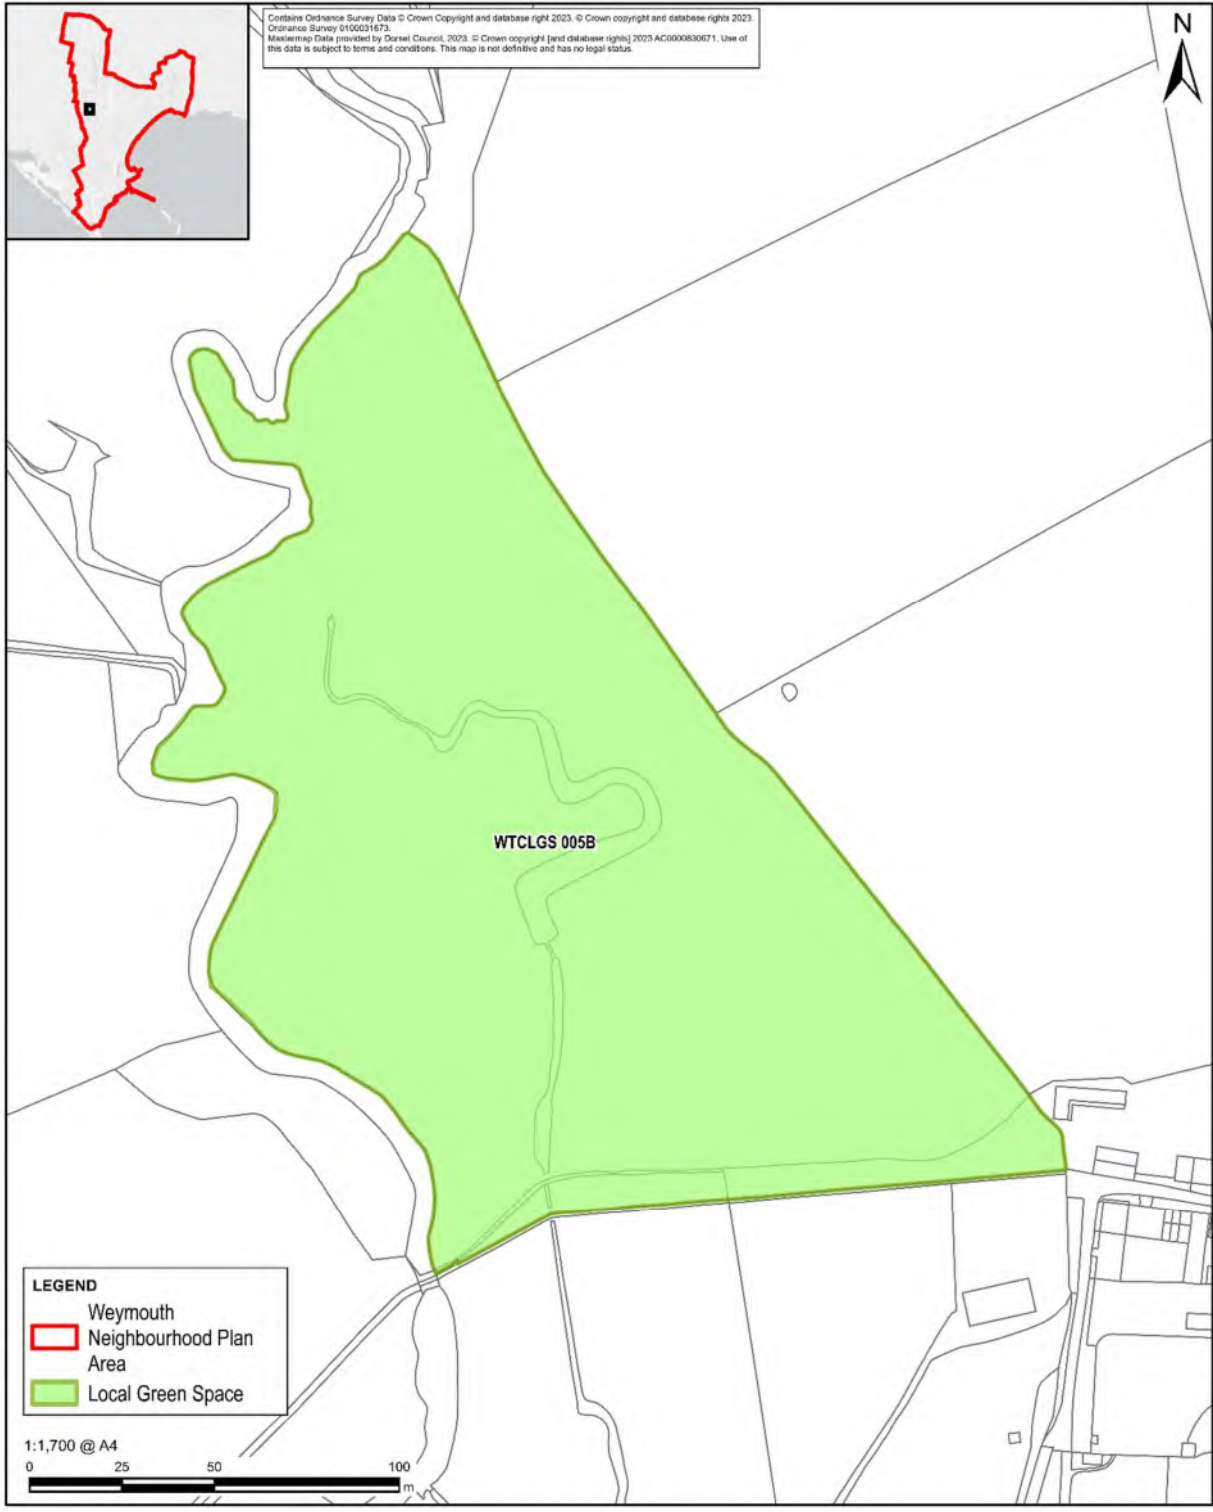 Contains Ordnance Survey Data © Crown Copyright and database right 2023. © Crown copyright and database rights 2023.
Ordnance Survey 0100031673.
Mastermap Data provided by Dorset Council, 2023. © Crown copyright [and database rights] 2023 AC0000830671. Use of
this data is subject to terms and conditions. This map is not definitive and has no legal status.
N
WTCLGS 005B
LEGEND
Weymouth
Neighbourhood Plan
Area
Local Green Space
1:1,700 @ A4
0 25 50 100
m